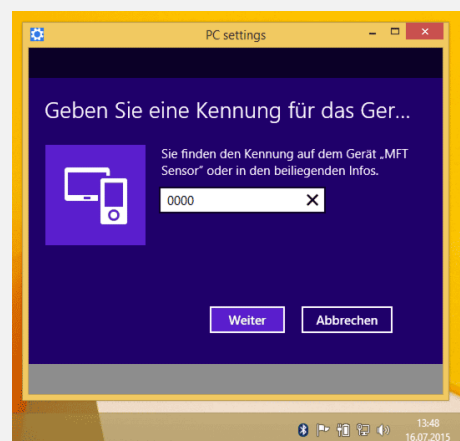 PC settings
Geben Sie eine Kennung für das Ger...
Sie finden den Kennung auf dem Gerät „MFT
Sensor“ oder in den beiliegenden Infos.
0000
Weiter
Abbrechen
13:48
16.07.2015